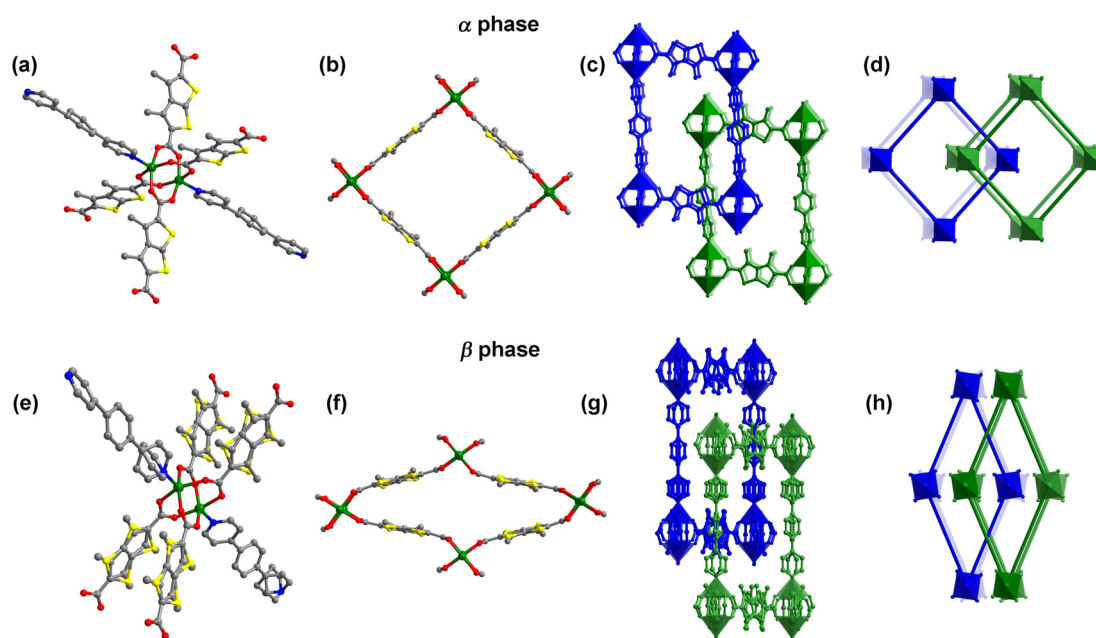 α phase
(a)
(b)
(c)
(d)
β phase
(e)
(f)
(g)
(h)